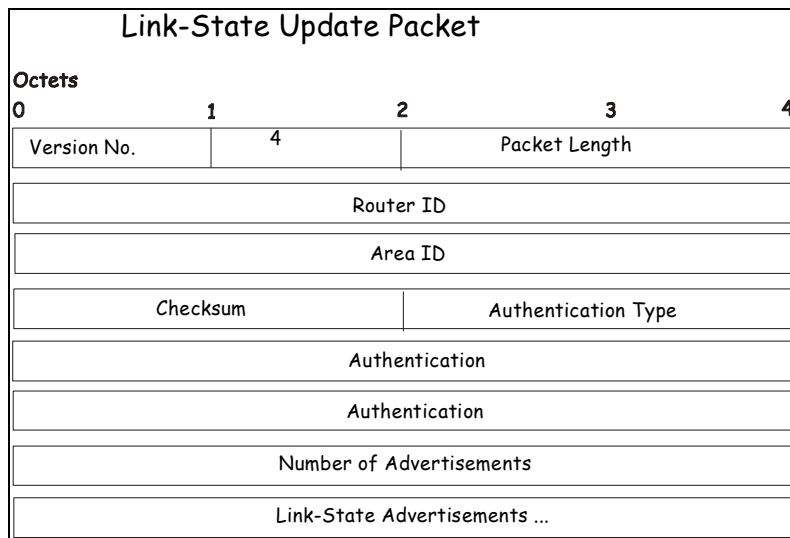 Link-State Update Packet
Octets
0 1 2 3 4
Version No. 4 Packet Length
Router ID
Area ID
Checksum Authentication Type
Authentication
Authentication
Number of Advertisements
Link-State Advertisements ...